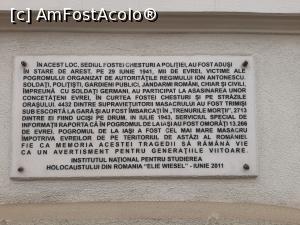 [c] AmFostAcolo®
ÎN ACEST LOC, SEDIUL FOSTEI CHESTURI A POLIȚIEI, AU FOST ADUȘI
ÎN STARE DE AREST, PE 29 IUNIE 1941, MII DE EVREI, VICTIME ALE
POGROMULUI ORGANIZAT DE AUTORITĂȚILE REGIMULUI ION ANTONESCU.
SOLDAȚI, POLIȚIȘTI, GARDIENI PUBLICI, JANDARMI ROMÂNI, CHIAR ȘI CIVILI,
ÎMPREUNĂ CU SOLDAȚI GERMANI, AU PARTICIPAT LA ASASINAREA UNOR
CONCETĂȚENI EVREI, ÎN CURTEA FOSTEI CHESTURI ȘI PE STRĂZILE
ORAȘULUI. 4432 DINTRE SUPRAVIEȚUITORII MASACRULUI AU FOST TRIMIȘI
SUB ESCORTĂ LA GARĂ ȘI AU FOST ÎMBARCAȚI ÎN „TRENURILE MORȚII", 2713
DINTRE EI FIIND UCIȘI PE DRUM. IN IULIE 1943, SERVICIUL SPECIAL DE
INFORMAȚII RAPORTA CĂ ÎN POGROMUL DE LA IAȘI AU FOST OMORÂȚI 13.266
DE EVREI. POGROMUL DE LA IAȘI A FOST CEL MAI MARE MASACRU
IMPOTRIVA EVREILOR DE PE TERITORIUL DE ASTĂZI AL ROMÂNIEI.
FIE CA MEMORIA ACESTEI TRAGEDII SĂ RĂMÂNĂ VIE
CA UN AVERTISMENT PENTRU GENERAȚIILE VIITOARE.
INSTITUTUL NAȚIONAL PENTRU STUDIEREA
HOLOCAUSTULUI DIN ROMANIA "ELIE WIESEL" - IUNIE 2011